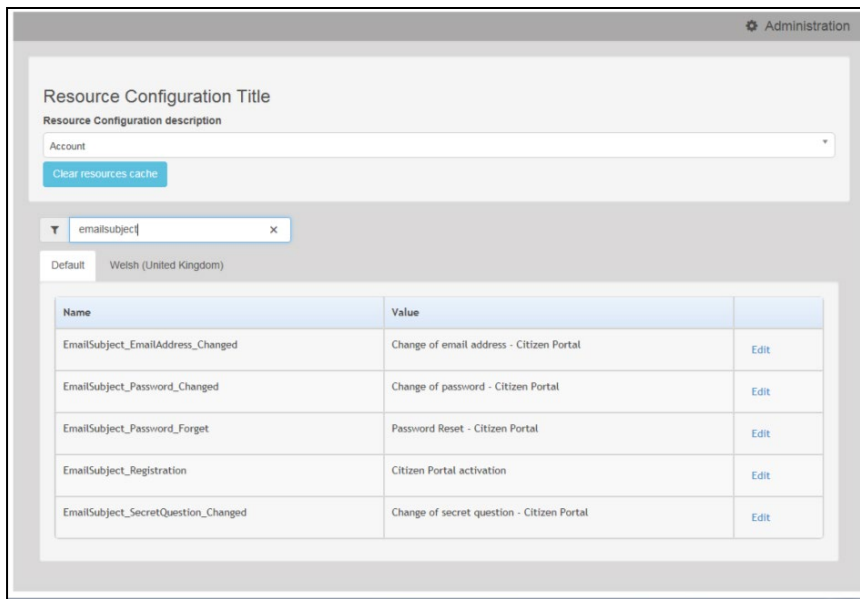 Administration
Resource Configuration Title
Resource Configuration description
Account
Clear resources cache
emailsubject
Default Welsh (United Kingdom)
Name Value
EmailSubject_EmailAddress_Changed Change of email address - Citizen Portal Edit
EmailSubject_Password_Changed Change of password - Citizen Portal Edit
EmailSubject_Password_Forget Password Reset - Citizen Portal Edit
EmailSubject_Registration Citizen Portal activation Edit
EmailSubject_SecretQuestion_Changed Change of secret question - Citizen Portal Edit